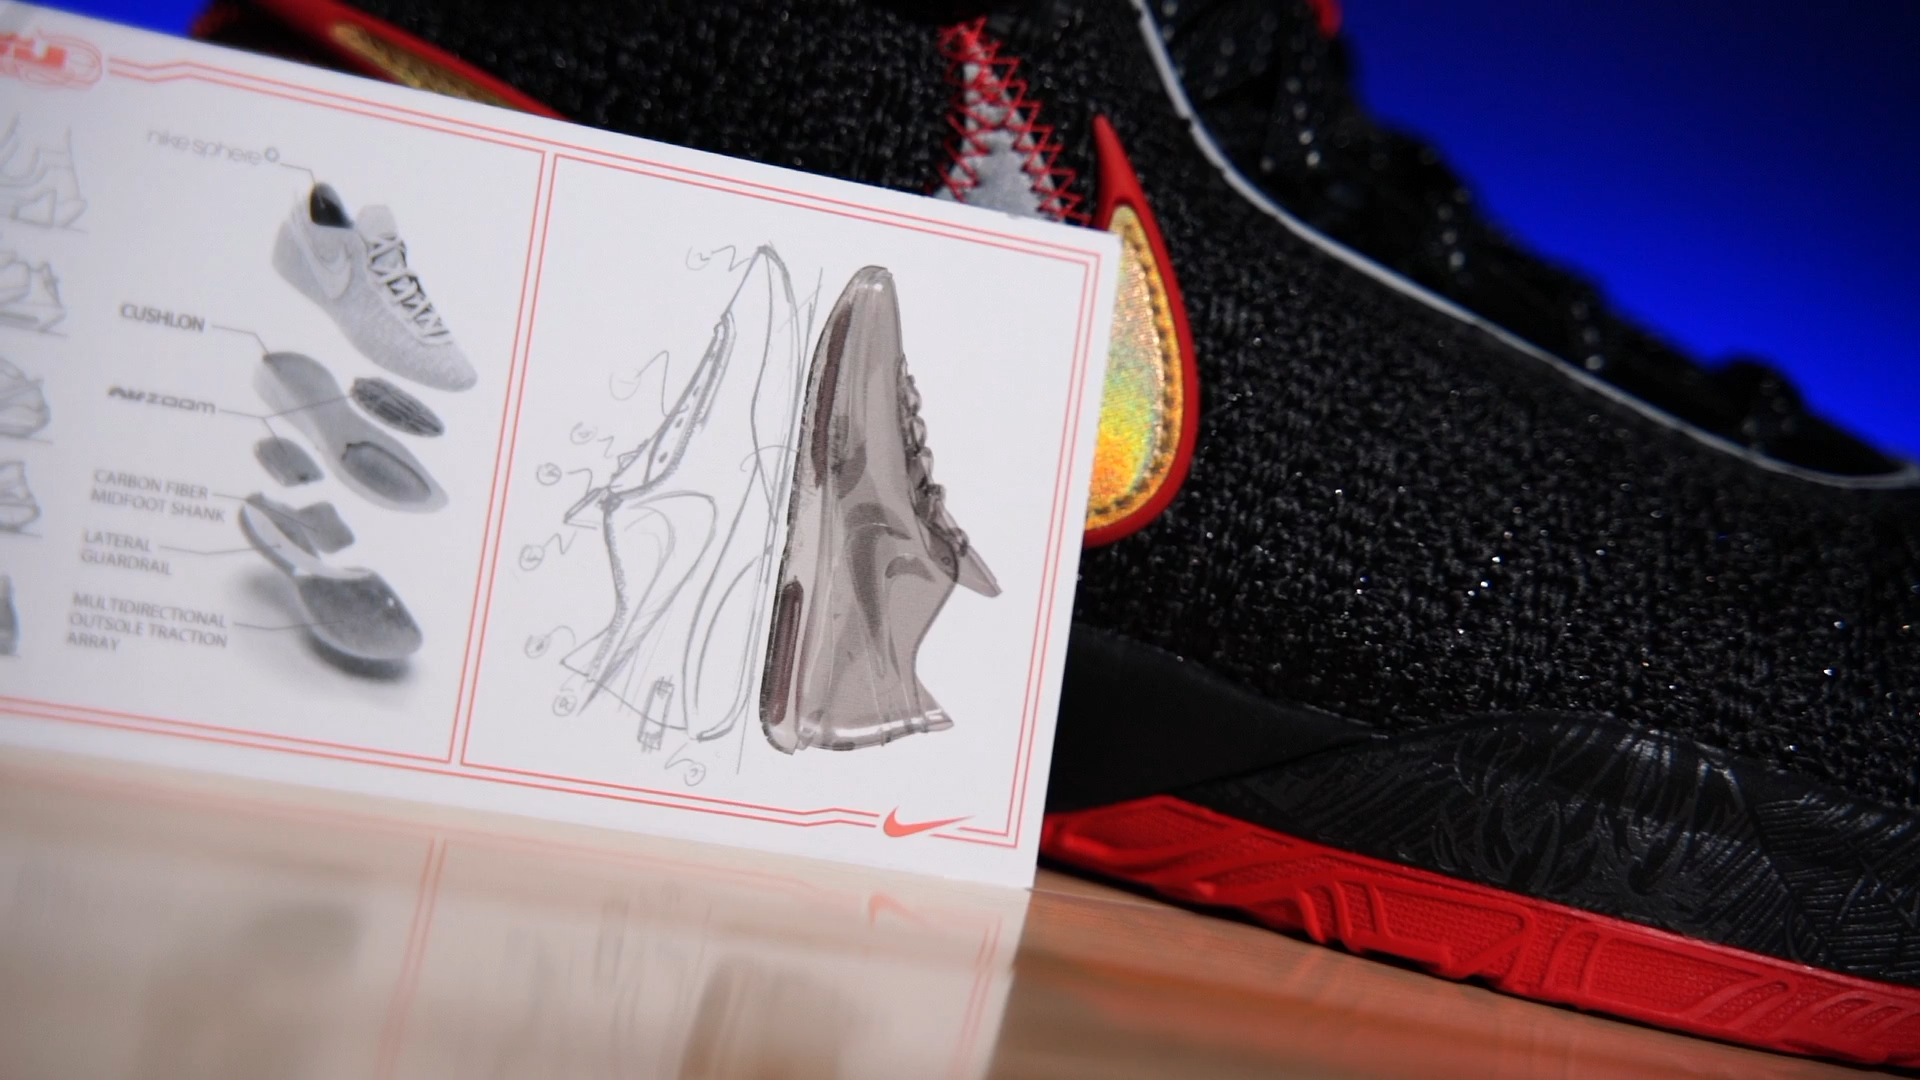 nike sphere
CUSHLON
AIR ZOOM
CARBON FIBER
MIDFOOT SHANK
LATERAL
GUARDRAIL
MULTIDIRECTIONAL
OUTSOLE TRACTION
ARRAY